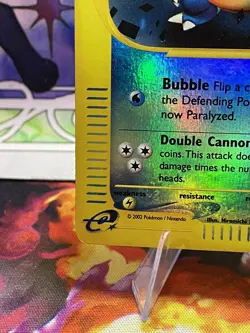 Bubble Flip a c
the Defending Po
now Paralyzed.
Double Cannon
coins. This attack doe
damage times the nu
heads.
weakness resistance
e
© 2002 Pokémon / Nintendo
Illus. Hironobu